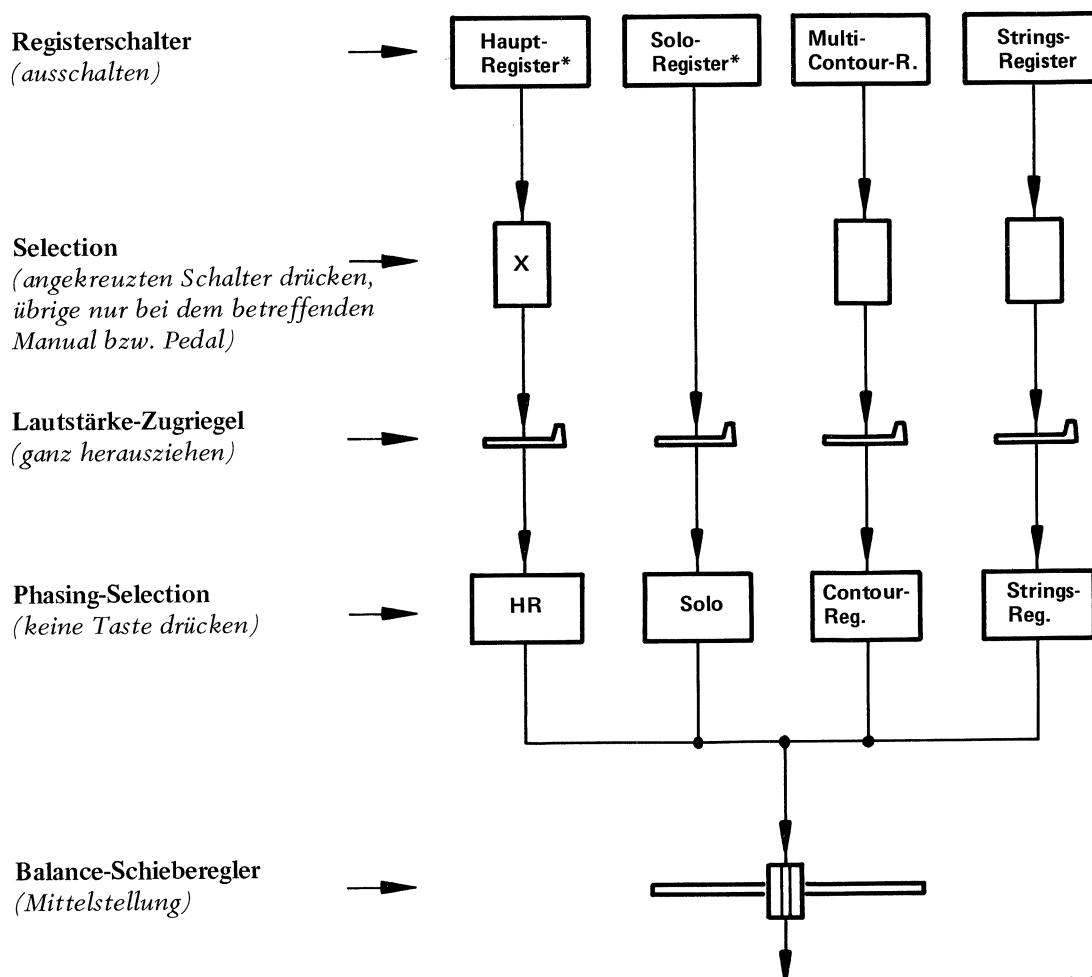 Registerschalter
(ausschalten)
Haupt-
Register*
Solo-
Register*
Multi-
Contour-R.
Strings-
Register
Selection
(angekreuzten Schalter drücken,
übrige nur bei dem betreffenden
Manual bzw. Pedal)
X
Lautstärke-Zugriegel
(ganz herausziehen)
Phasing-Selection
(keine Taste drücken)
HR
Solo
Contour-
Reg.
Strings-
Reg.
Balance-Schieberegler
(Mittelstellung)